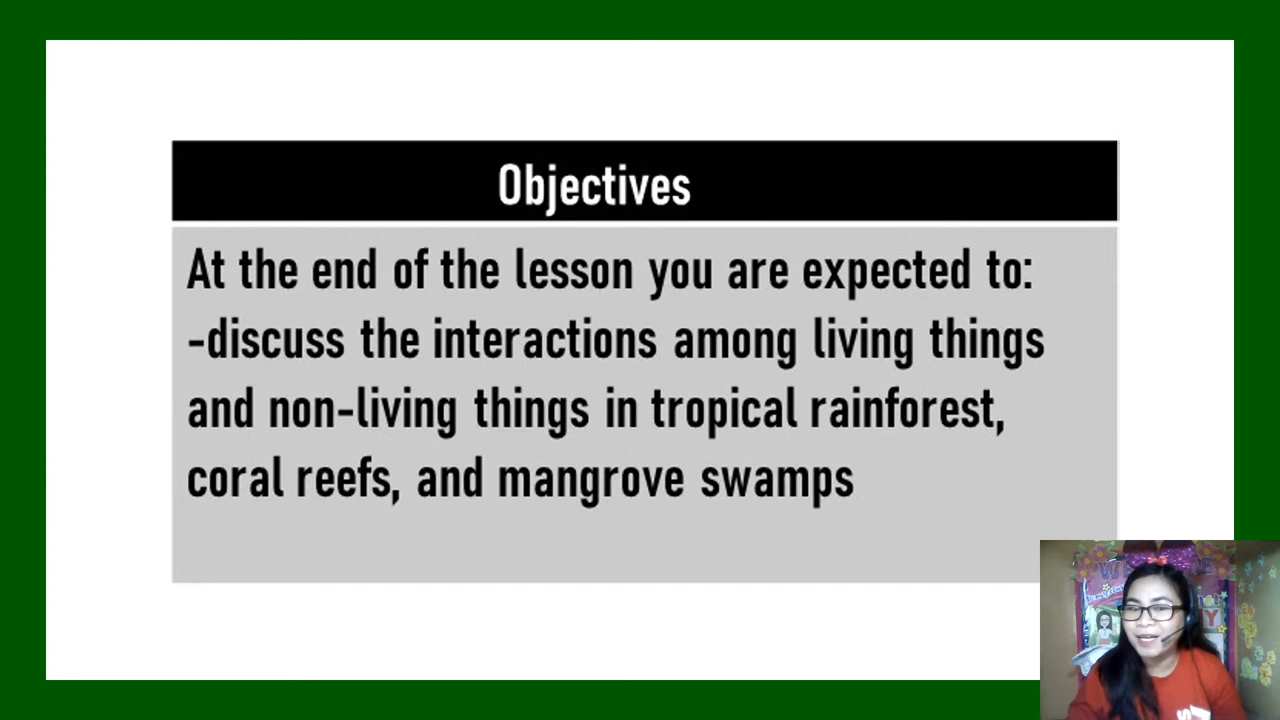 Objectives
At the end of the lesson you are expected to:
-discuss the interactions among living things
and non-living things in tropical rainforest,
coral reefs, and mangrove swamps